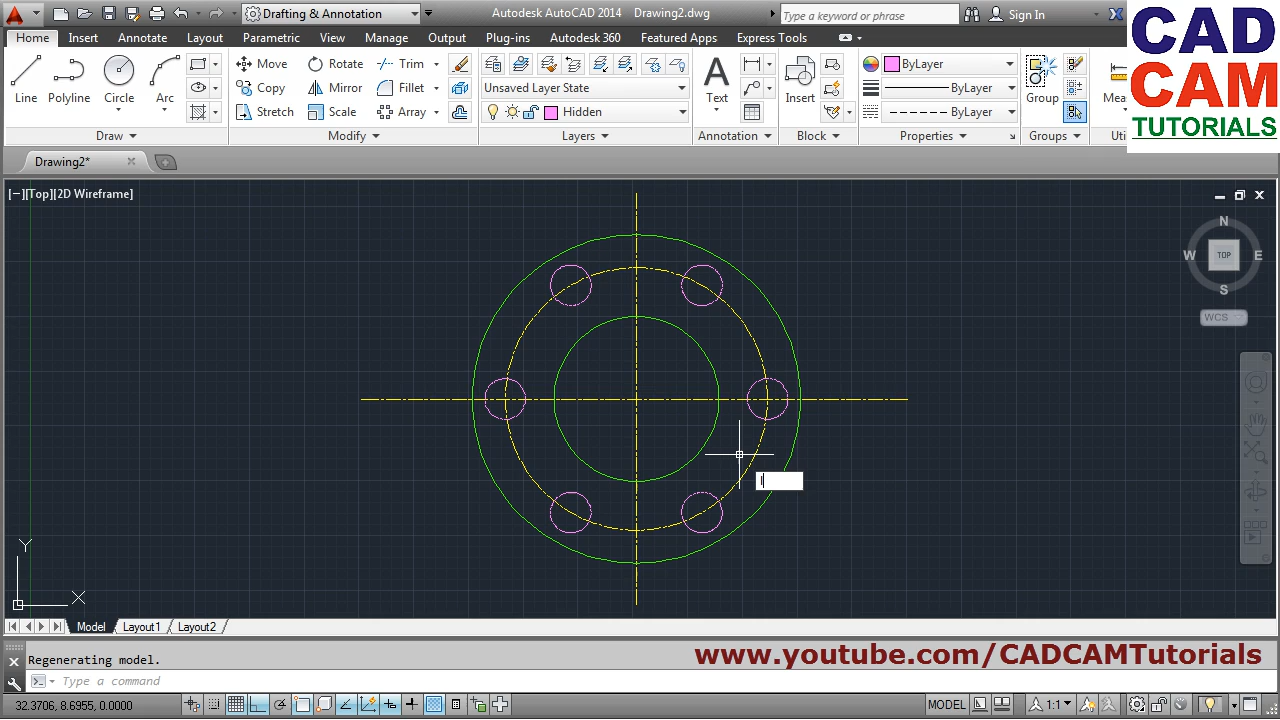 Drafting & Annotation
Autodesk AutoCAD 2014 Drawing2.dwg
Type a keyword or phrase
Sign In
CAD
CAM
TUTORIALS
Home Insert Annotate Layout Parametric View Manage Output Plug-ins Autodesk 360 Featured Apps Express Tools
Line Polyline Circle Arc
Move Rotate Trim
Copy Mirror Fillet
Stretch Scale Array
Unsaved Layer State
Hidden
Text
Insert
ByLayer
ByLayer
ByLayer
Group
Draw Modify Layers Annotation Block Properties Groups
Drawing2*
[−][Top][2D Wireframe]
N
W TOP E
S
WCS
Y
X
Model Layout1 Layout2
Regenerating model.
www.youtube.com/CADCAMTutorials
Type a command
32.3706, 8.6955, 0.0000
MODEL
1:1